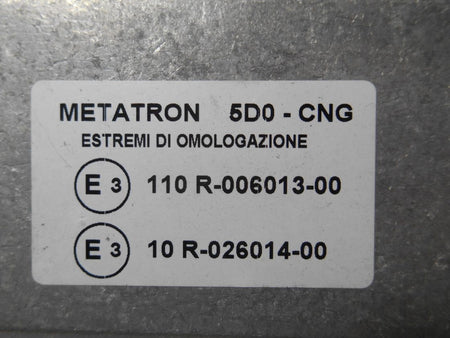 METATRON 5D0 - CNG
ESTREMI DI OMOLOGAZIONE
E 3 110 R-006013-00
E 3 10 R-026014-00